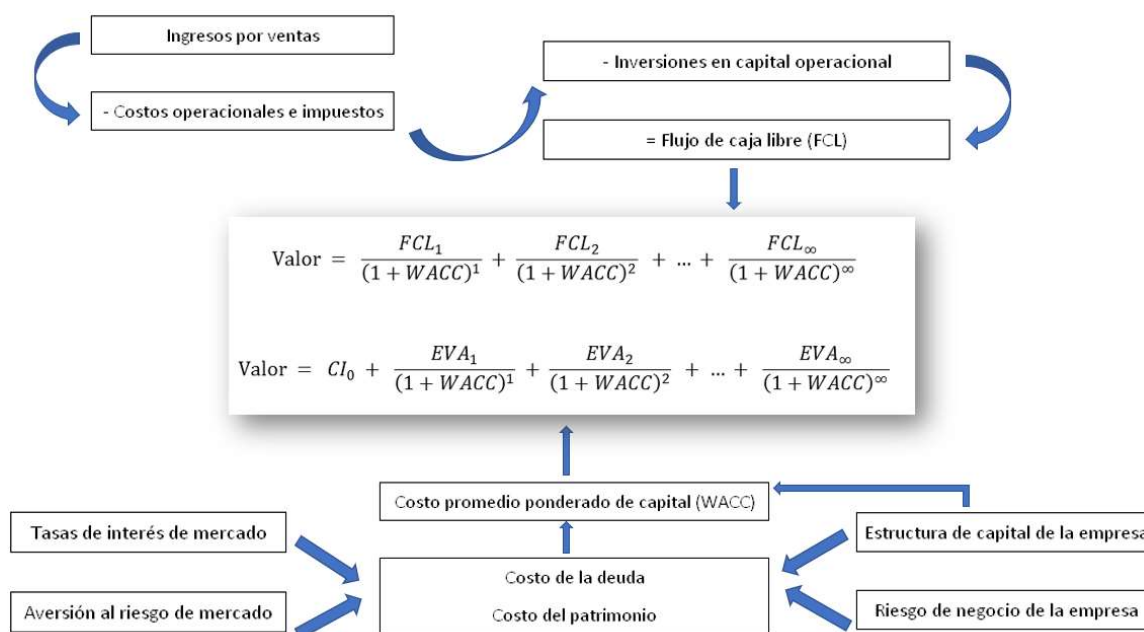 Ingresos por ventas
- Costos operacionales e impuestos
- Inversiones en capital operacional
= Flujo de caja libre (FCL)
Valor = FCL₁/(1 + WACC)¹ + FCL₂/(1 + WACC)² + ... + FCL∞/(1 + WACC)^∞
Valor = CI₀ + EVA₁/(1 + WACC)¹ + EVA₂/(1 + WACC)² + ... + EVA∞/(1 + WACC)^∞
Costo promedio ponderado de capital (WACC)
Tasas de interés de mercado
Aversión al riesgo de mercado
Costo de la deuda
Costo del patrimonio
Estructura de capital de la empresa
Riesgo de negocio de la empresa